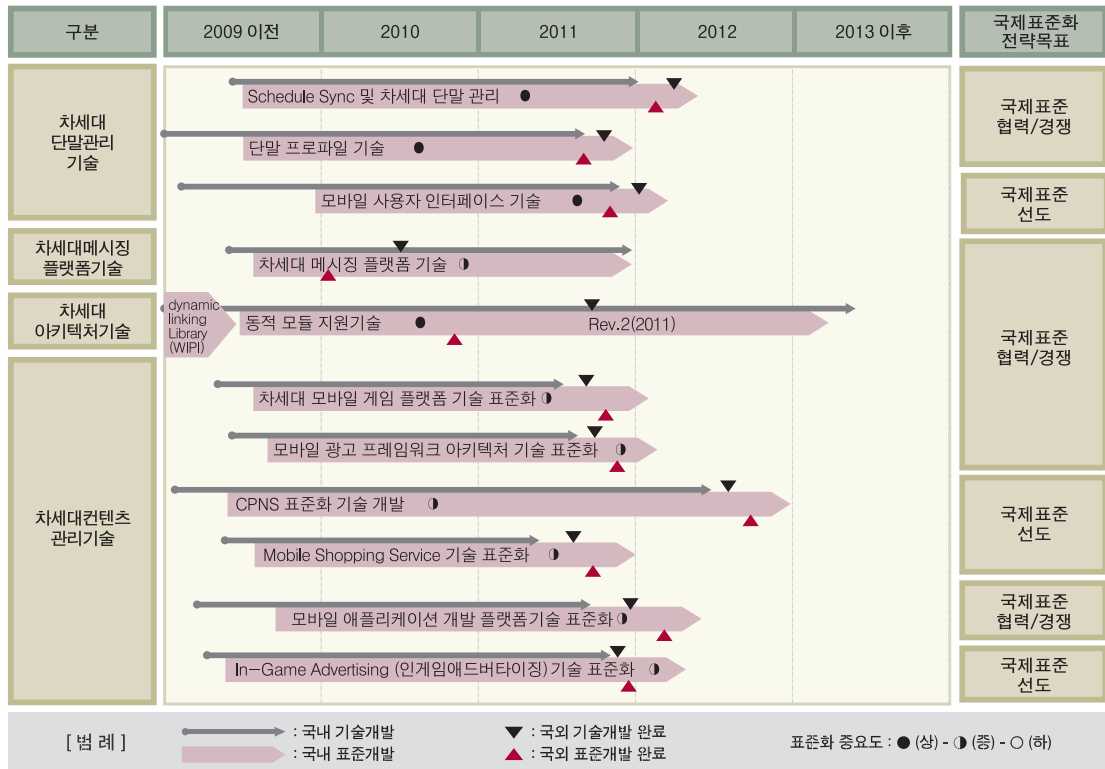 구분
2009 이전
2010
2011
2012
2013 이후
국제표준화
전략목표
차세대
단말관리
기술
Schedule Sync 및 차세대 단말 관리 ●
단말 프로파일 기술 ●
모바일 사용자 인터페이스 기술 ●
국제표준
협력/경쟁
국제표준
선도
차세대메시징
플랫폼기술
차세대 메시징 플랫폼 기술 ◑
차세대
아키텍처기술
dynamic
linking
Library
(WIPI)
동적 모듈 지원기술 ●
Rev.2(2011)
국제표준
협력/경쟁
차세대컨텐츠
관리기술
차세대 모바일 게임 플랫폼 기술 표준화 ◑
모바일 광고 프레임워크 아키텍처 기술 표준화 ◑
CPNS 표준화 기술 개발 ◑
Mobile Shopping Service 기술 표준화 ◑
국제표준
선도
모바일 애플리케이션 개발 플랫폼기술 표준화 ◑
국제표준
협력/경쟁
In-Game Advertising (인게임애드버타이징) 기술 표준화 ◑
국제표준
선도
[ 범 례 ]
: 국내 기술개발
: 국내 표준개발
▼ : 국외 기술개발 완료
▲ : 국외 표준개발 완료
표준화 중요도 : ● (상) - ◑ (중) - ○ (하)